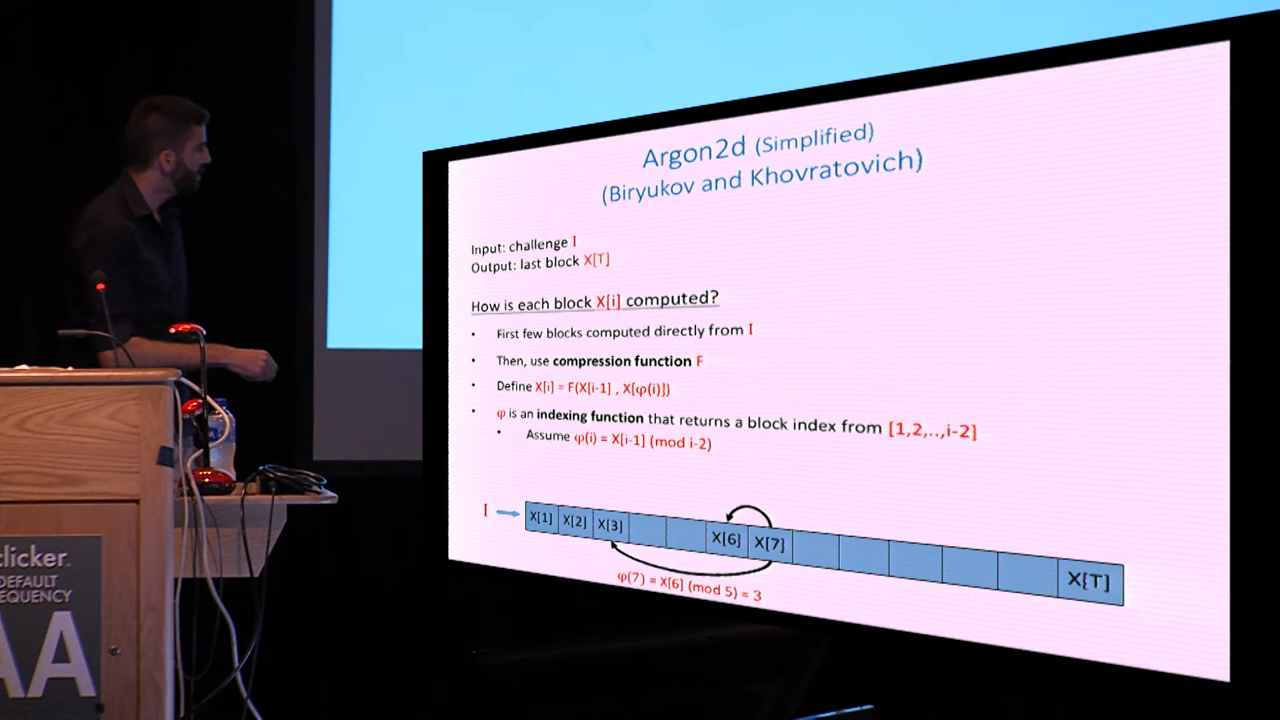 Argon2d (Simplified)
(Biryukov and Khovratovich)
Input: challenge I
Output: last block X[T]
How is each block X[i] computed?
• First few blocks computed directly from I
• Then, use compression function F
• Define X[i] = F(X[i-1] , X[φ(i)])
• φ is an indexing function that returns a block index from [1,2,..,i-2]
• Assume φ(i) = X[i-1] (mod i-2)
I X[1] X[2] X[3] X[6] X[7] X[T]
φ(7) = X[6] (mod 5) = 3
clicker.
DEFAULT
EQUENCY
AA